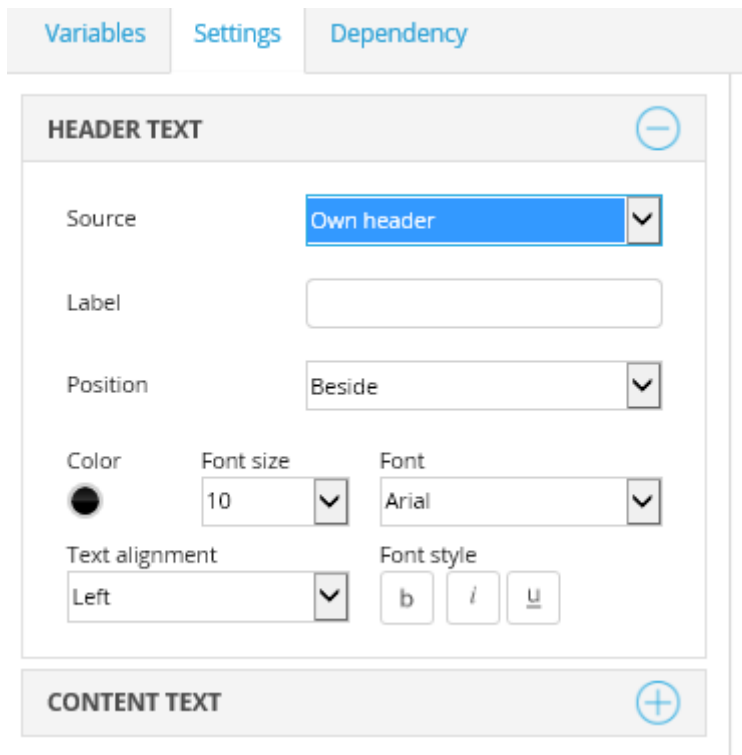 Variables Settings Dependency
HEADER TEXT
Source Own header
Label
Position Beside
Color Font size Font
10 Arial
Text alignment Font style
Left b i u
CONTENT TEXT